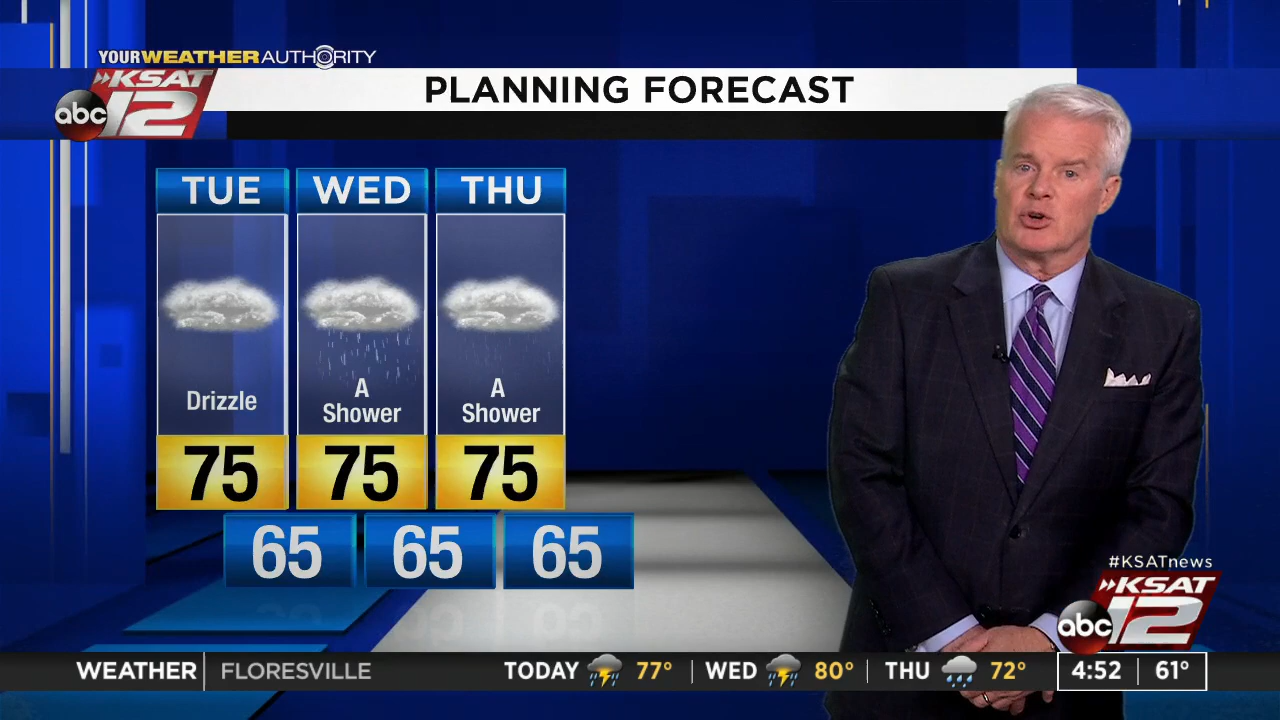 YOURWEATHERAUTHORITY
KSAT
abc 12
PLANNING FORECAST
TUE WED THU
Drizzle
A
Shower
A
Shower
75 75 75
65 65 65
#KSATnews
KSAT
abc 12
WEATHER FLORESVILLE TODAY 77° WED 80° THU 72° 4:52 61°